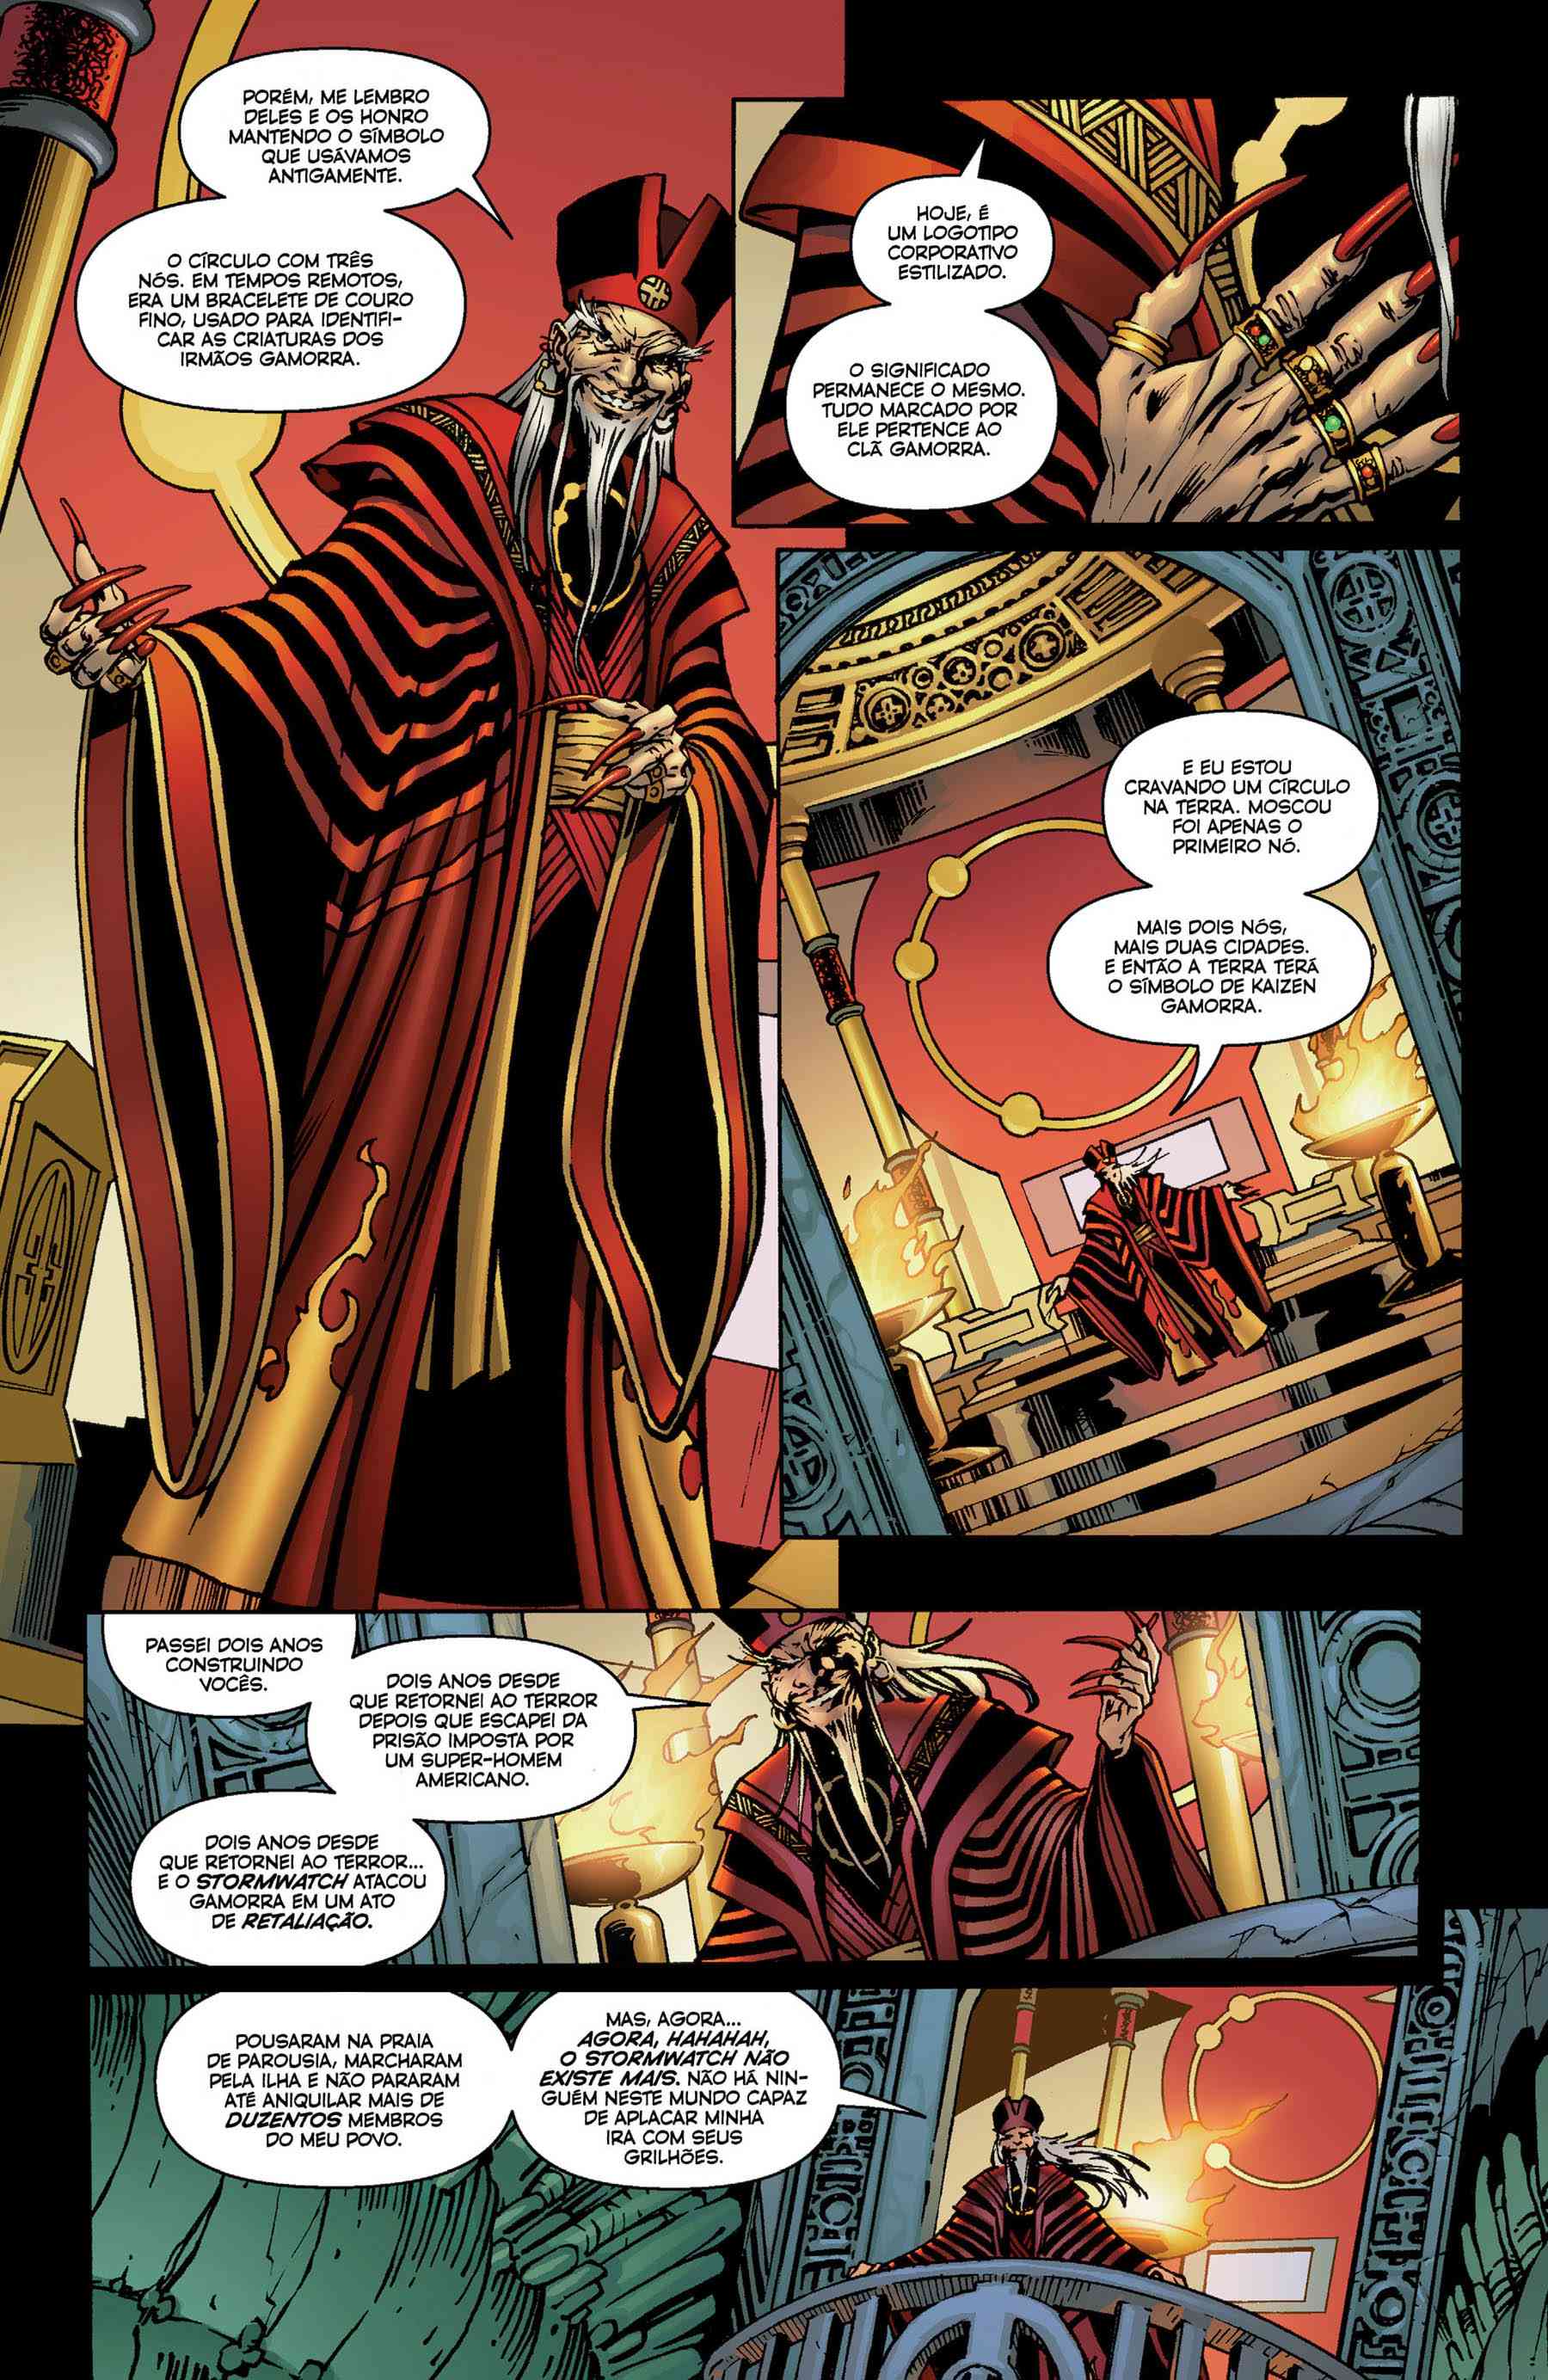 PORÉM, ME LEMBRO
DELES E OS HONRO
MANTENDO O SÍMBOLO
QUE USÁVAMOS
ANTIGAMENTE.
O CÍRCULO COM TRÊS
NÓS. EM TEMPOS REMOTOS,
ERA UM BRACELETE DE COURO
FINO, USADO PARA IDENTIFI-
CAR AS CRIATURAS DOS
IRMÃOS GAMORRA.
HOJE, É
UM LOGOTIPO
CORPORATIVO
ESTILIZADO.
O SIGNIFICADO
PERMANECE O MESMO.
TUDO MARCADO POR
ELE PERTENCE AO
CLÃ GAMORRA.
E EU ESTOU
CRAVANDO UM CÍRCULO
NA TERRA. MOSCOU
FOI APENAS O
PRIMEIRO NÓ.
MAIS DOIS NÓS,
MAIS DUAS CIDADES.
E ENTÃO A TERRA TERÁ
O SÍMBOLO DE KAIZEN
GAMORRA.
PASSEI DOIS ANOS
CONSTRUINDO
VOCÊS.
DOIS ANOS DESDE
QUE RETORNEI AO TERROR
DEPOIS QUE ESCAPEI DA
PRISÃO IMPOSTA POR
UM SUPER-HOMEM
AMERICANO.
DOIS ANOS DESDE
QUE RETORNEI AO TERROR...
E O STORMWATCH ATACOU
GAMORRA EM UM ATO
DE RETALIAÇÃO.
POUSARAM NA PRAIA
DE PAROUSIA, MARCHARAM
PELA ILHA E NÃO PARARAM
ATÉ ANIQUILAR MAIS DE
DUZENTOS MEMBROS
DO MEU POVO.
MAS, AGORA...
AGORA, HAHAHAH,
O STORMWATCH NÃO
EXISTE MAIS. NÃO HÁ NIN-
GUÉM NESTE MUNDO CAPAZ
DE APLACAR MINHA
IRA COM SEUS
GRILHÕES.